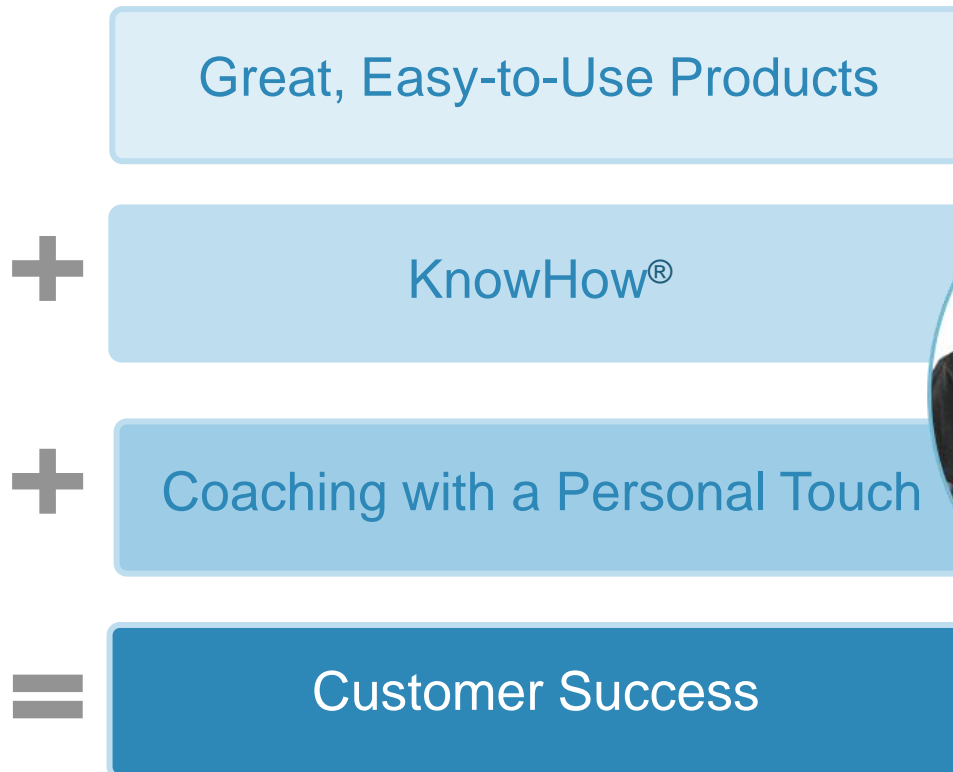 Great, Easy-to-Use Products
+ KnowHow®
+ Coaching with a Personal Touch
= Customer Success